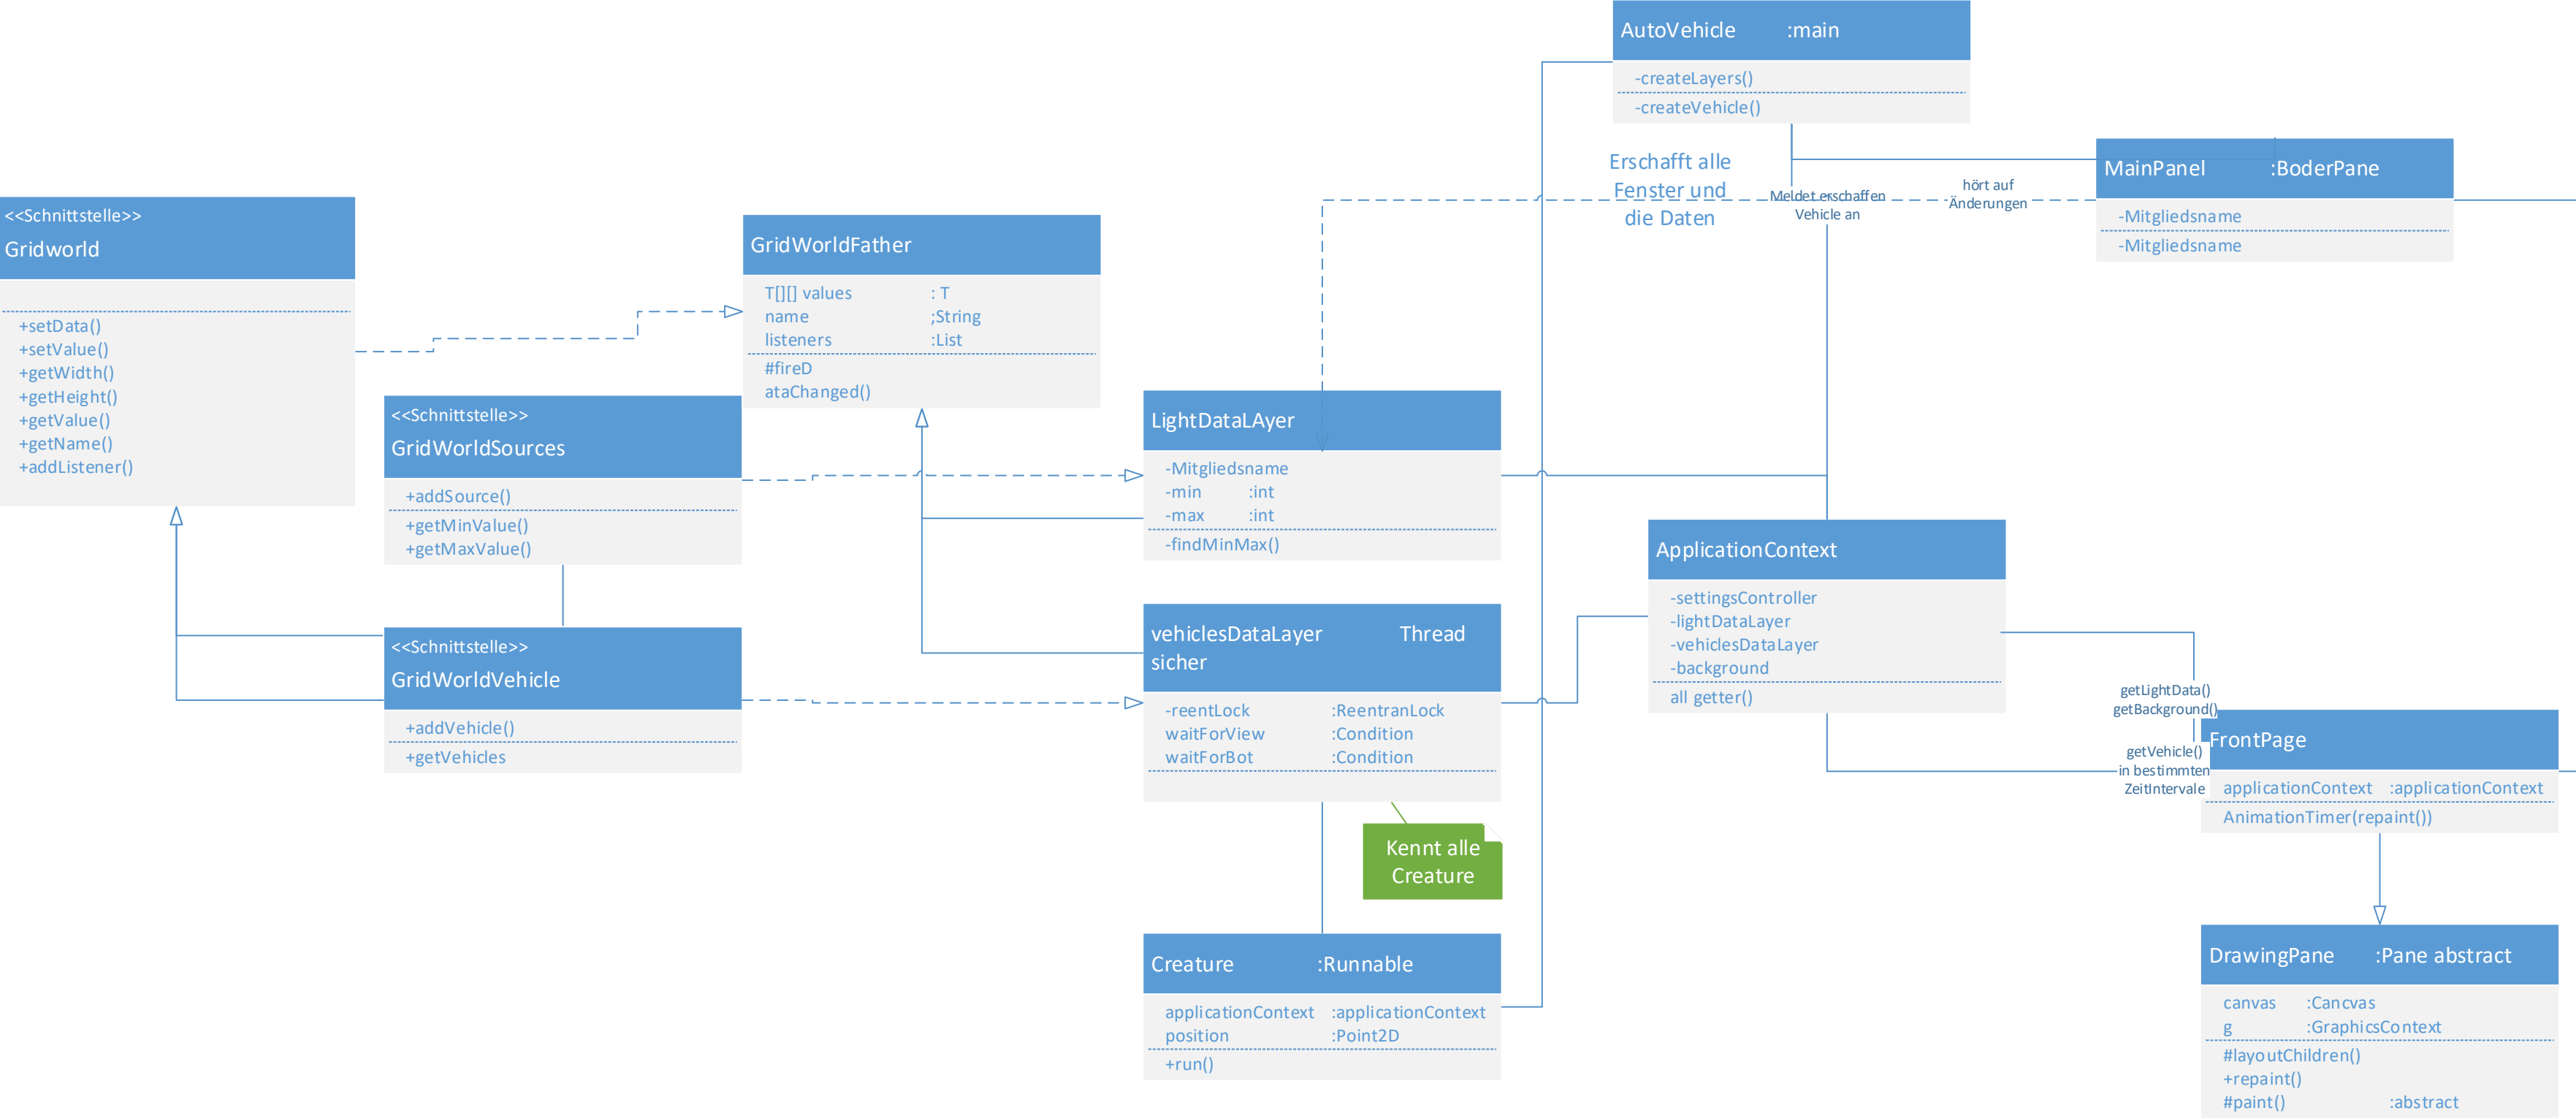 AutoVehicle :main
-createLayers()
-createVehicle()
Erschafft alle
Fenster und
die Daten
Meldet erschaffen
Vehicle an
hört auf
Änderungen
MainPanel :BoderPane
-Mitgliedsname
-Mitgliedsname
<<Schnittstelle>>
Gridworld
+setData()
+setValue()
+getWidth()
+getHeight()
+getValue()
+getName()
+addListener()
GridWorldFather
T[][] values : T
name ;String
listeners :List
#fireD
ataChanged()
<<Schnittstelle>>
GridWorldSources
+addSource()
+getMinValue()
+getMaxValue()
LightDataLAyer
-Mitgliedsname
-min :int
-max :int
-findMinMax()
<<Schnittstelle>>
GridWorldVehicle
+addVehicle()
+getVehicles
vehiclesDataLayer Thread
sicher
-reentLock :ReentranLock
waitForView :Condition
waitForBot :Condition
Kennt alle
Creature
ApplicationContext
-settingsController
-lightDataLayer
-vehiclesDataLayer
-background
all getter()
getLightData()
getBackground()
getVehicle()
in bestimmten
ZeitIntervale
FrontPage
applicationContext :applicationContext
AnimationTimer(repaint())
Creature :Runnable
applicationContext :applicationContext
position :Point2D
+run()
DrawingPane :Pane abstract
canvas :Cancvas
g :GraphicsContext
#layoutChildren()
+repaint()
#paint() :abstract